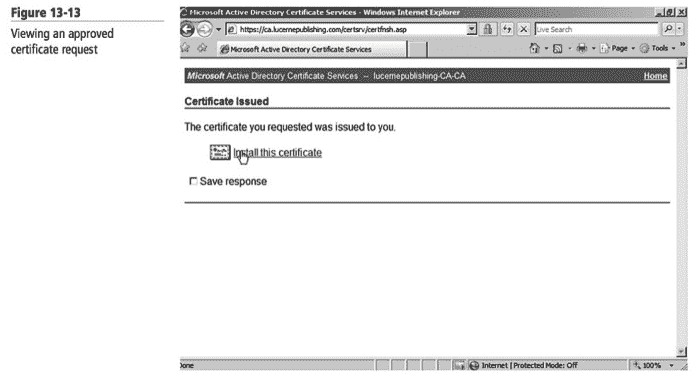 Figure 13-13
Viewing an approved
certificate request
Microsoft Active Directory Certificate Services - Windows Internet Explorer
https://ca.lucernepublishing.com/certsrv/certfnsh.asp
Live Search
Microsoft Active Directory Certificate Services
Page
Tools
Microsoft Active Directory Certificate Services -- lucernepublishing-CA-CA
Home
Certificate Issued
The certificate you requested was issued to you.
Install this certificate
Save response
Done
Internet | Protected Mode: Off
100%